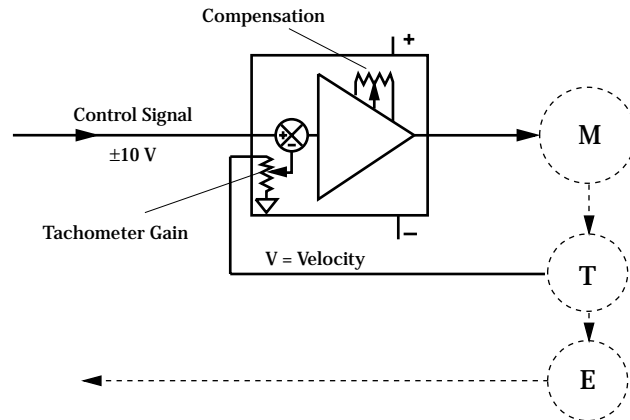 Compensation
+
Control Signal
±10 V
+
−
M
Tachometer Gain
−
V = Velocity
T
E